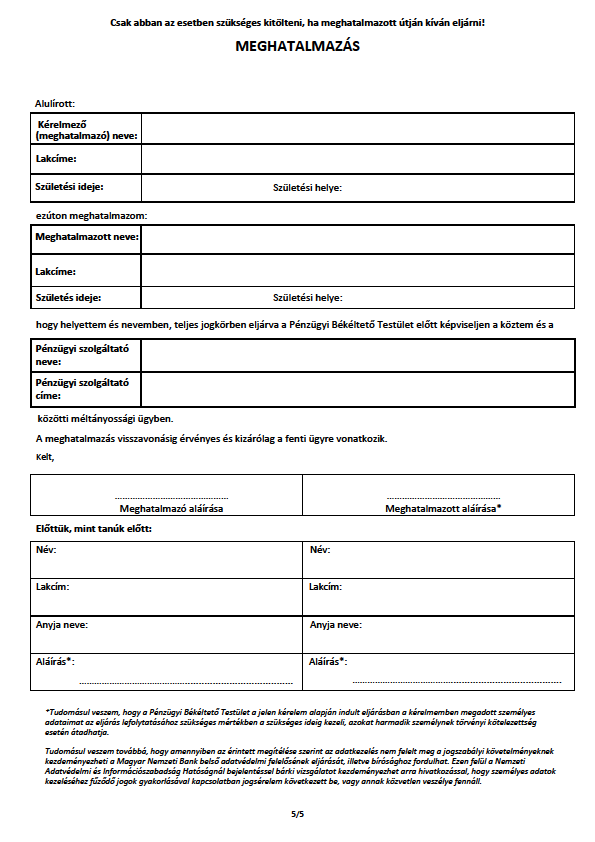 Csak abban az esetben szükséges kitölteni, ha meghatalmazott útján kíván eljárni!
MEGHATALMAZÁS
Alulírott:
Kérelmező
(meghatalmazó) neve:
Lakcíme:
Születési ideje: Születési helye:
ezúton meghatalmazom:
Meghatalmazott neve:
Lakcíme:
Születés ideje: Születési helye:
hogy helyettem és nevemben, teljes jogkörben eljárva a Pénzügyi Békéltető Testület előtt képviseljen a köztem és a
Pénzügyi szolgáltató
neve:
Pénzügyi szolgáltató
címe:
közötti méltányossági ügyben.
A meghatalmazás visszavonásig érvényes és kizárólag a fenti ügyre vonatkozik.
Kelt,
............................................. .............................................
Meghatalmazó aláírása Meghatalmazott aláírása*
Előttük, mint tanúk előtt:
Név: Név:
Lakcím: Lakcím:
Anyja neve: Anyja neve:
Aláírás*: Aláírás*:
..................................................................................... .....................................................................................
*Tudomásul veszem, hogy a Pénzügyi Békéltető Testület a jelen kérelem alapján indult eljárásban a kérelmemben megadott személyes
adataimat az eljárás lefolytatásához szükséges mértékben a szükséges ideig kezeli, azokat harmadik személynek törvényi kötelezettség
esetén átadhatja.
Tudomásul veszem továbbá, hogy amennyiben az érintett megítélése szerint az adatkezelés nem felelt meg a jogszabályi követelményeknek
kezdeményezheti a Magyar Nemzeti Bank belső adatvédelmi felelősének eljárását, illetve bírósághoz fordulhat. Ezen felül a Nemzeti
Adatvédelmi és Információszabadság Hatóságnál bejelentéssel bárki vizsgálatot kezdeményezhet arra hivatkozással, hogy személyes adatok
kezeléséhez fűződő jogok gyakorlásával kapcsolatban jogsérelem következett be, vagy annak közvetlen veszélye fennáll.
5/5